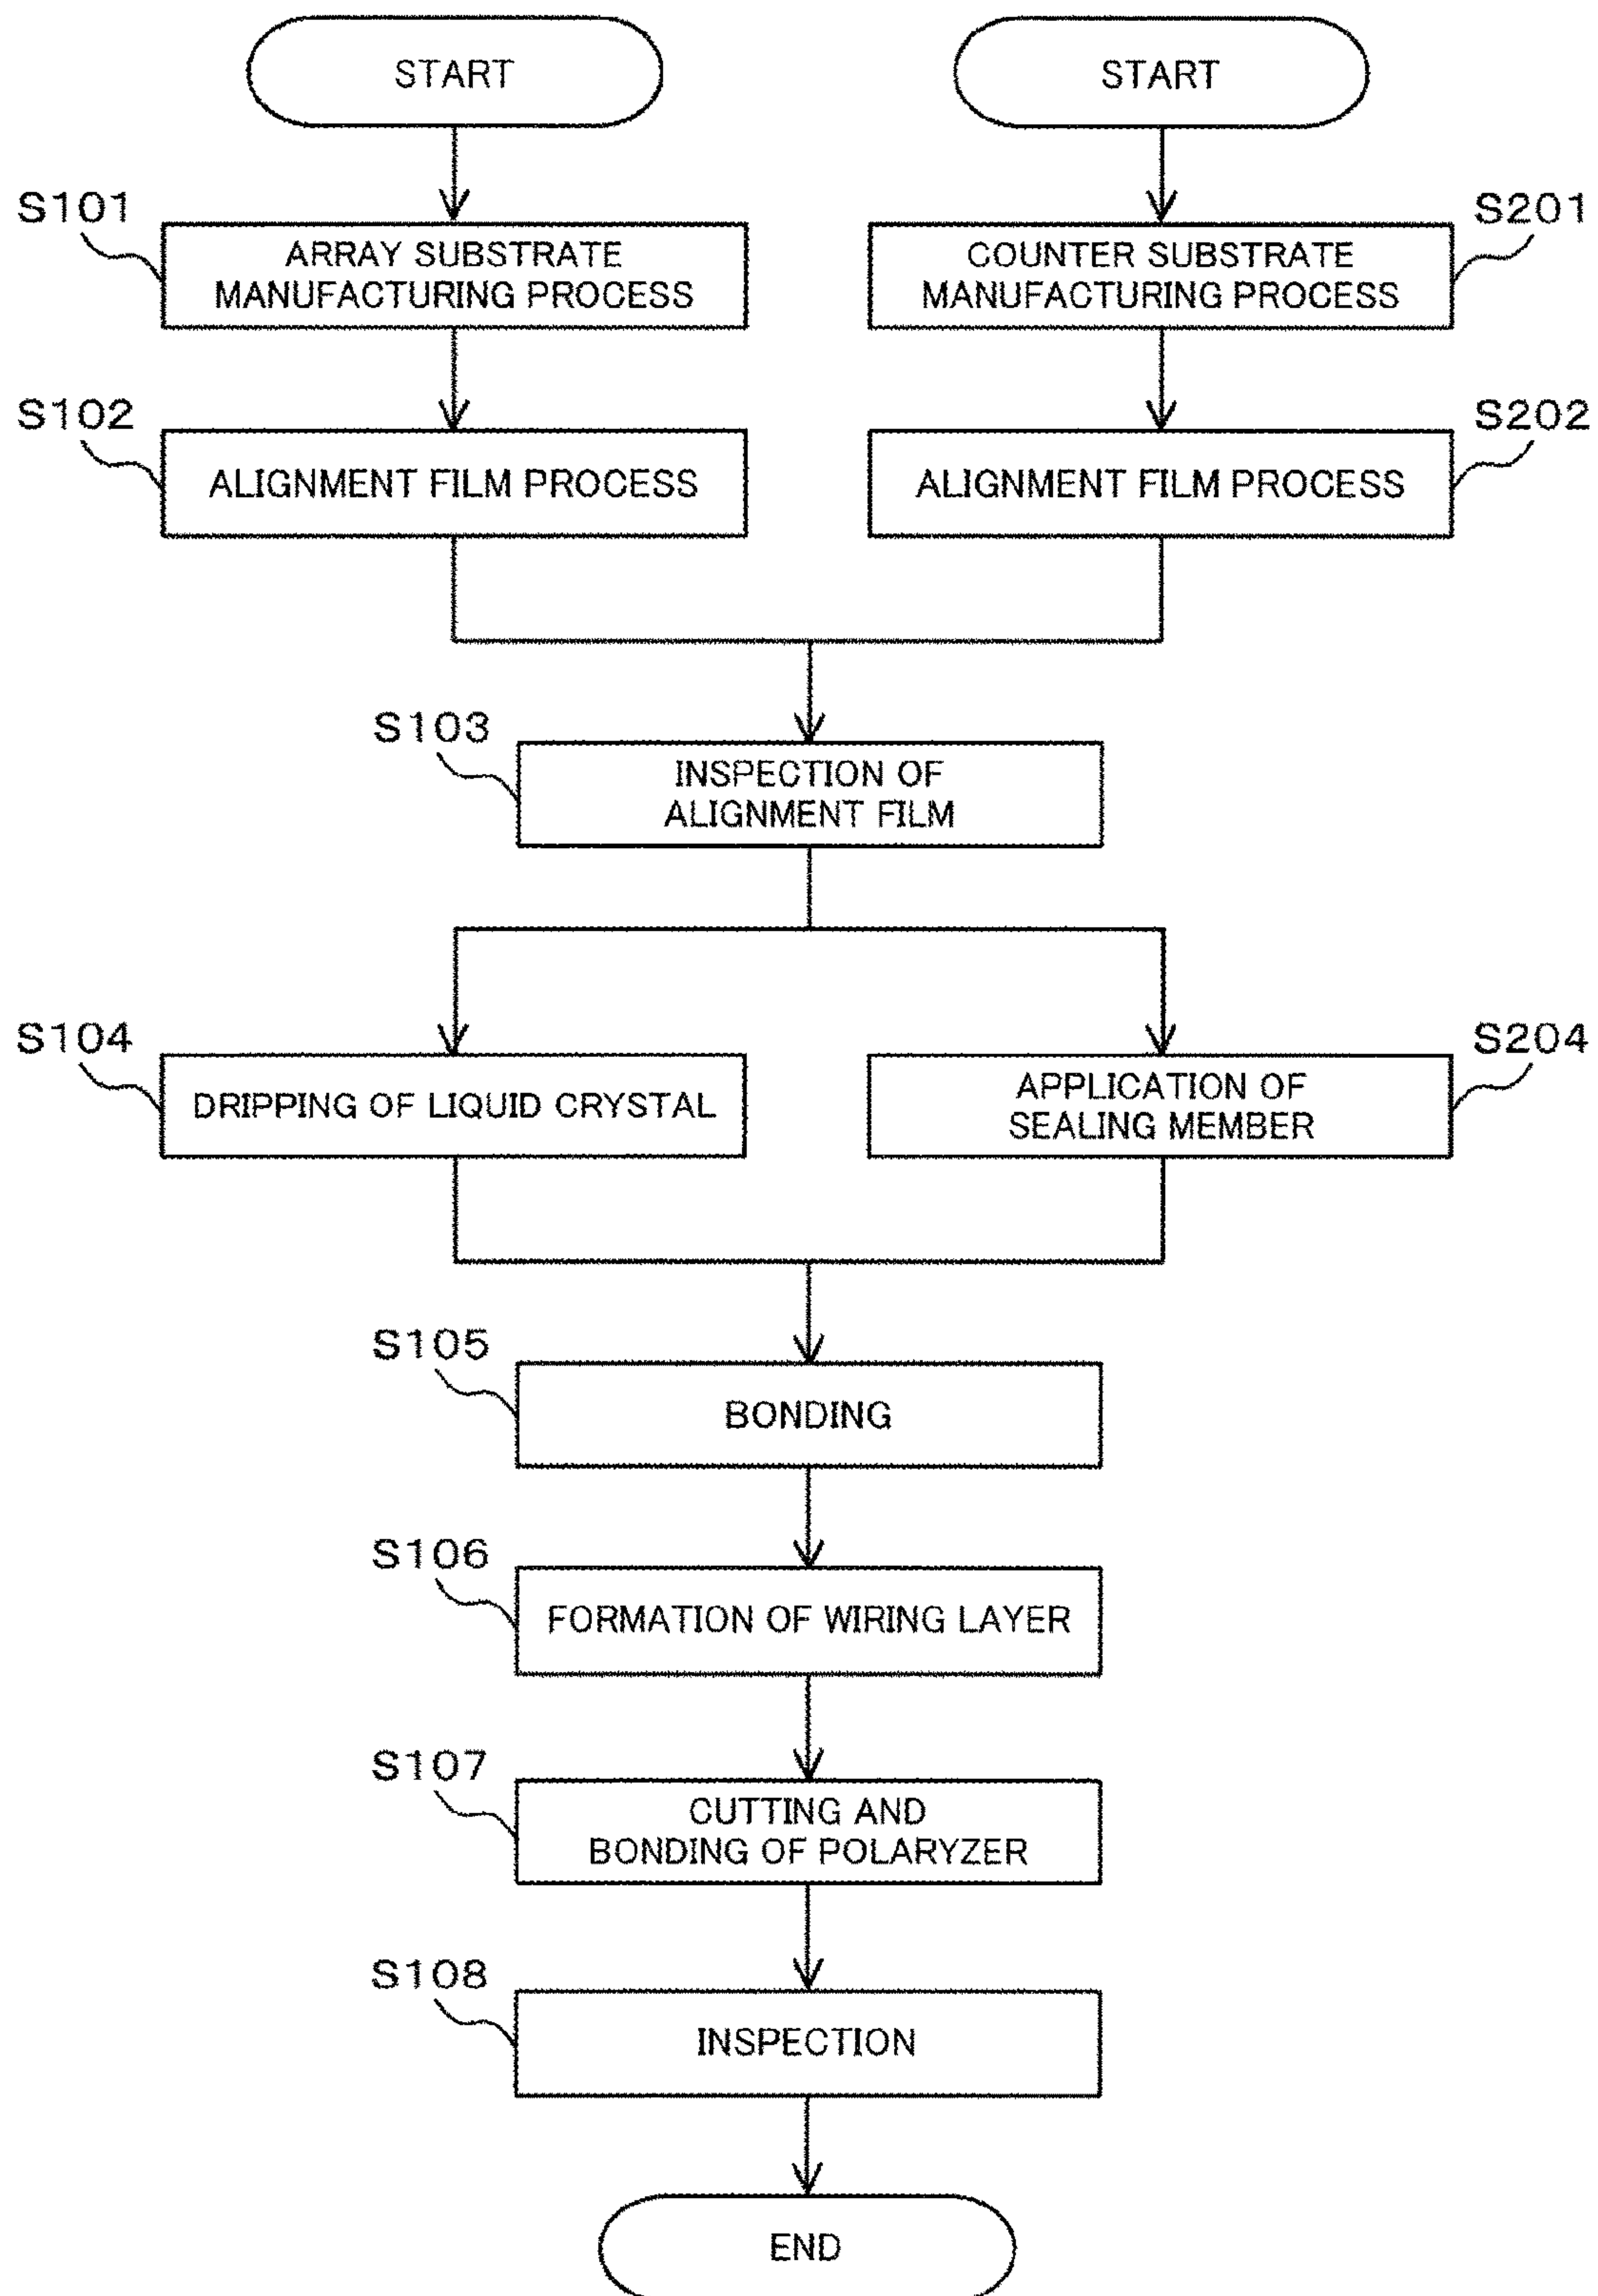 START
START
S101
ARRAY SUBSTRATE
MANUFACTURING PROCESS
COUNTER SUBSTRATE
MANUFACTURING PROCESS
S201
S102
ALIGNMENT FILM PROCESS
ALIGNMENT FILM PROCESS
S202
S103
INSPECTION OF
ALIGNMENT FILM
S104
DRIPPING OF LIQUID CRYSTAL
APPLICATION OF
SEALING MEMBER
S204
S105
BONDING
S106
FORMATION OF WIRING LAYER
S107
CUTTING AND
BONDING OF POLARYZER
S108
INSPECTION
END